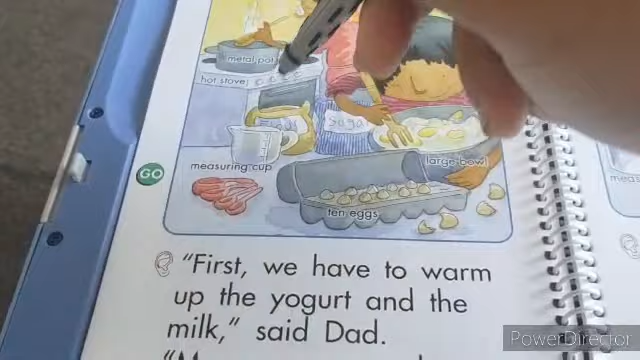 metal pot
hot stove
Sugar
measuring cup
large bowl
GO
ten eggs
"First, we have to warm
up the yogurt and the
milk," said Dad.
PowerDirector